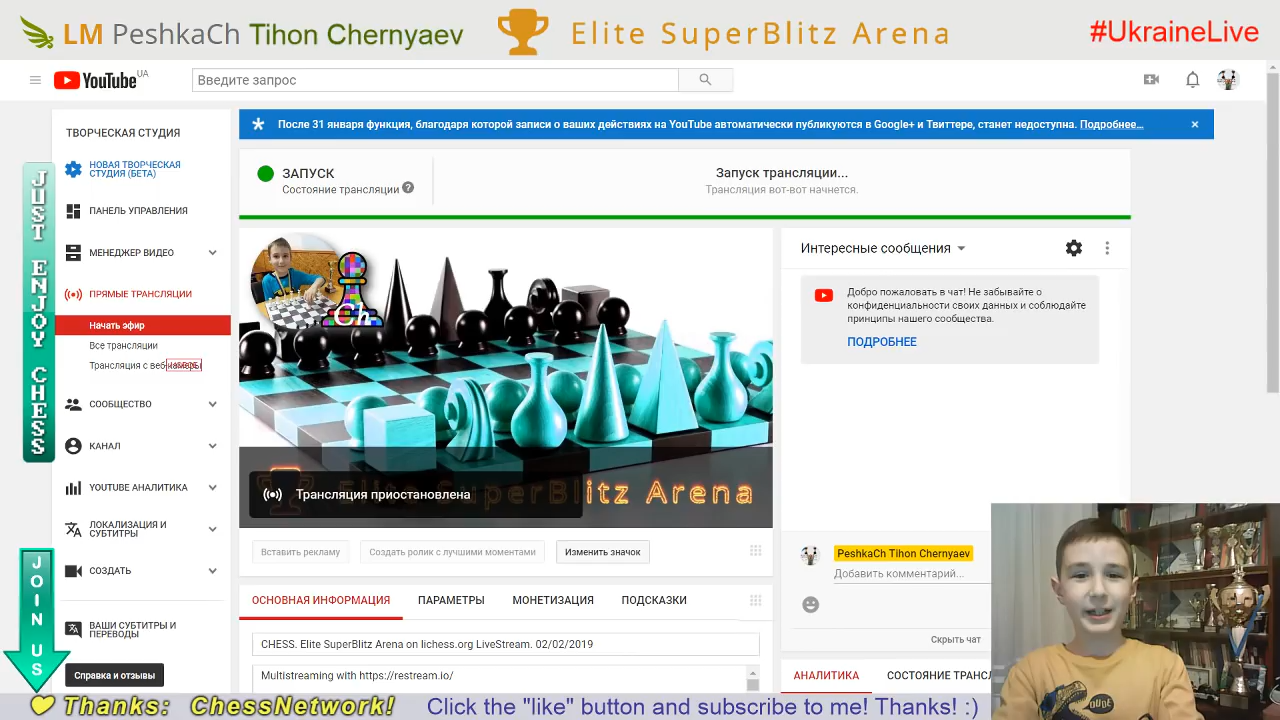 LM PeshkaCh Tihon Chernyaev
Elite SuperBlitz Arena
#UkraineLive
YouTube UA
Введите запрос
ТВОРЧЕСКАЯ СТУДИЯ
НОВАЯ ТВОРЧЕСКАЯ
СТУДИЯ (БЕТА)
ПАНЕЛЬ УПРАВЛЕНИЯ
МЕНЕДЖЕР ВИДЕО
ПРЯМЫЕ ТРАНСЛЯЦИИ
Начать эфир
Все трансляции
Трансляция с веб-камеры
СООБЩЕСТВО
КАНАЛ
YOUTUBE АНАЛИТИКА
ЛОКАЛИЗАЦИЯ И
СУБТИТРЫ
СОЗДАТЬ
ВАШИ СУБТИТРЫ И
ПЕРЕВОДЫ
Справка и отзывы
JUST ENJOY CHESS
JOIN US
После 31 января функция, благодаря которой записи о ваших действиях на YouTube автоматически публикуются в Google+ и Твиттере, станет недоступна. Подробнее…
ЗАПУСК
Состояние трансляции ?
Запуск трансляции...
Трансляция вот-вот начнется.
Ch
Elite SuperBlitz Arena
Трансляция приостановлена
Вставить рекламу
Создать ролик с лучшими моментами
Изменить значок
ОСНОВНАЯ ИНФОРМАЦИЯ
ПАРАМЕТРЫ
МОНЕТИЗАЦИЯ
ПОДСКАЗКИ
CHESS. Elite SuperBlitz Arena on lichess.org LiveStream. 02/02/2019
Multistreaming with https://restream.io/
Интересные сообщения
Добро пожаловать в чат! Не забывайте о
конфиденциальности своих данных и соблюдайте
принципы нашего сообщества.
ПОДРОБНЕЕ
PeshkaCh Tihon Chernyaev
Добавить комментарий...
Скрыть чат
АНАЛИТИКА
СОСТОЯНИЕ ТРАНСЛ
DUDE
Thanks: ChessNetwork!
Click the "like" button and subscribe to me! Thanks! :)